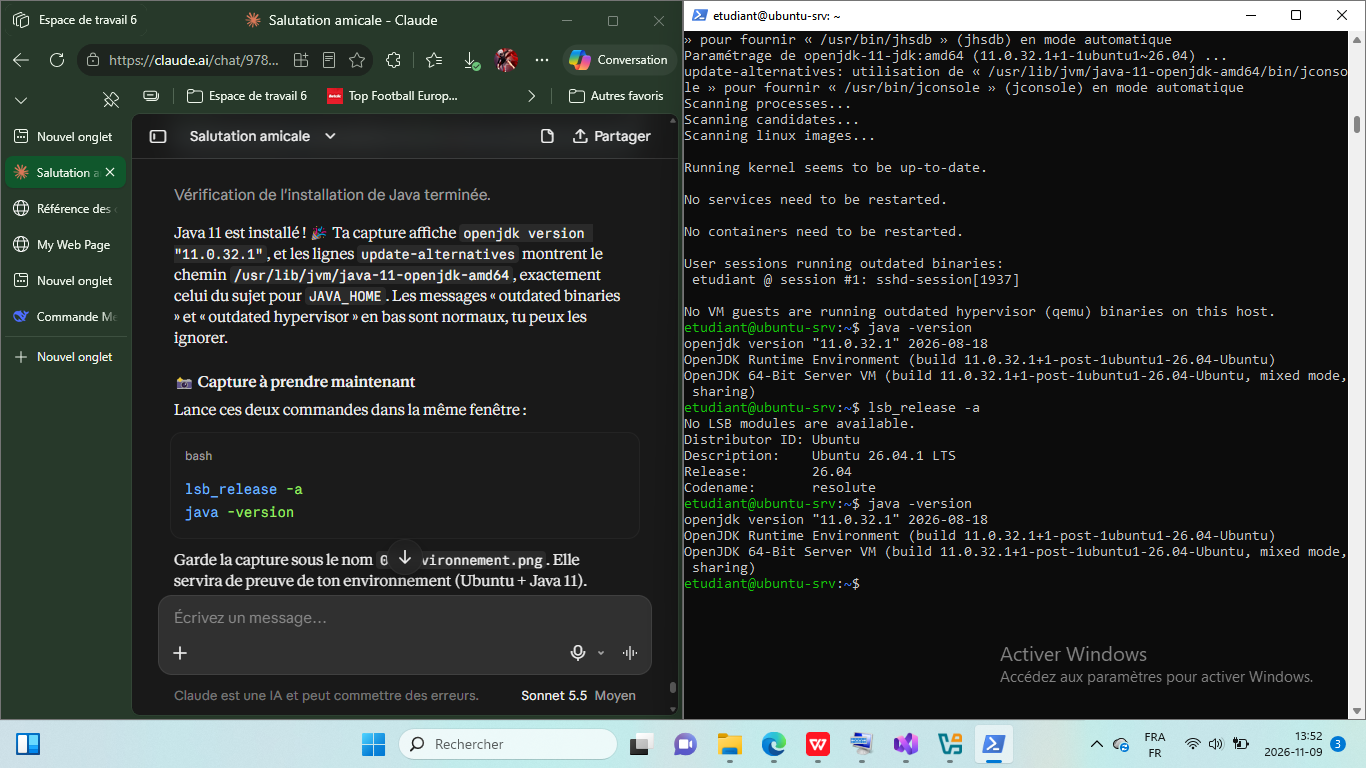 Espace de travail 6
Salutation amicale - Claude
https://claude.ai/chat/978...
Conversation
Espace de travail 6
Top Football Europ...
Autres favoris
Nouvel onglet
Salutation a
Référence des
My Web Page
Nouvel onglet
Commande Me
Nouvel onglet
Salutation amicale
Partager
Vérification de l'installation de Java terminée.
Java 11 est installé ! 🎉 Ta capture affiche openjdk version
"11.0.32.1", et les lignes update-alternatives montrent le
chemin /usr/lib/jvm/java-11-openjdk-amd64, exactement
celui du sujet pour JAVA_HOME. Les messages « outdated binaries
» et « outdated hypervisor » en bas sont normaux, tu peux les
ignorer.
📸 Capture à prendre maintenant
Lance ces deux commandes dans la même fenêtre :
bash
lsb_release -a
java -version
Garde la capture sous le nom vironnement.png. Elle
servira de preuve de ton environnement (Ubuntu + Java 11).
Écrivez un message...
Claude est une IA et peut commettre des erreurs.
Sonnet 5.5 Moyen
etudiant@ubuntu-srv: ~
» pour fournir « /usr/bin/jhsdb » (jhsdb) en mode automatique
Paramétrage de openjdk-11-jdk:amd64 (11.0.32.1+1-1ubuntu1~26.04) ...
update-alternatives: utilisation de « /usr/lib/jvm/java-11-openjdk-amd64/bin/jconso
le » pour fournir « /usr/bin/jconsole » (jconsole) en mode automatique
Scanning processes...
Scanning candidates...
Scanning linux images...
Running kernel seems to be up-to-date.
No services need to be restarted.
No containers need to be restarted.
User sessions running outdated binaries:
etudiant @ session #1: sshd-session[1937]
No VM guests are running outdated hypervisor (qemu) binaries on this host.
etudiant@ubuntu-srv:~$ java -version
openjdk version "11.0.32.1" 2026-08-18
OpenJDK Runtime Environment (build 11.0.32.1+1-post-1ubuntu1-26.04-Ubuntu)
OpenJDK 64-Bit Server VM (build 11.0.32.1+1-post-1ubuntu1-26.04-Ubuntu, mixed mode,
sharing)
etudiant@ubuntu-srv:~$ lsb_release -a
No LSB modules are available.
Distributor ID: Ubuntu
Description: Ubuntu 26.04.1 LTS
Release: 26.04
Codename: resolute
etudiant@ubuntu-srv:~$ java -version
openjdk version "11.0.32.1" 2026-08-18
OpenJDK Runtime Environment (build 11.0.32.1+1-post-1ubuntu1-26.04-Ubuntu)
OpenJDK 64-Bit Server VM (build 11.0.32.1+1-post-1ubuntu1-26.04-Ubuntu, mixed mode,
sharing)
etudiant@ubuntu-srv:~$
Activer Windows
Accédez aux paramètres pour activer Windows.
Rechercher
FRA
FR
13:52
2026-11-09
3